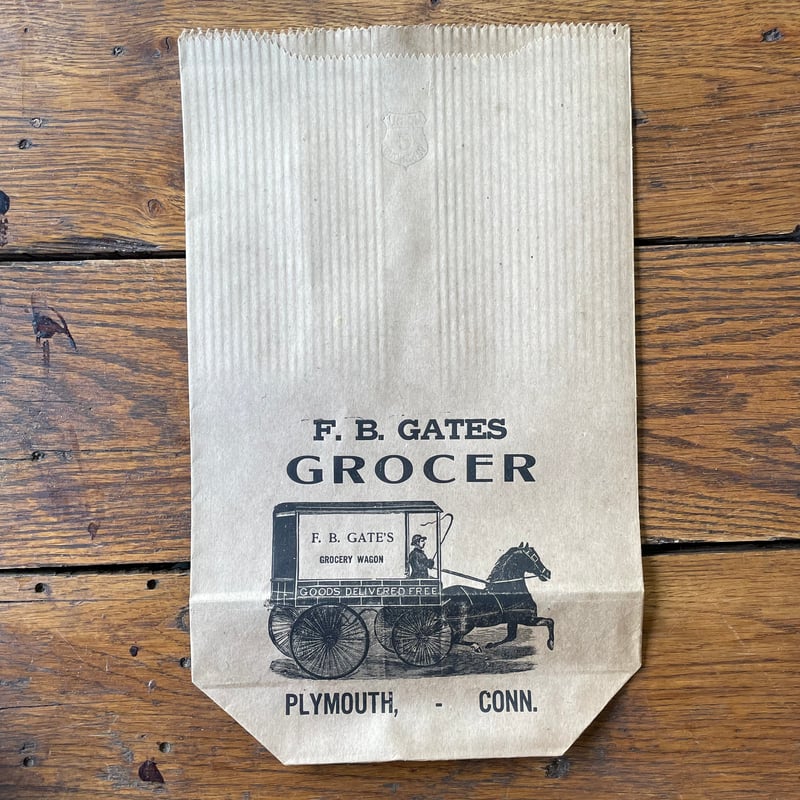 F. B. GATES
GROCER
F. B. GATE'S
GROCERY WAGON
GOODS DELIVERED FREE
PLYMOUTH, - CONN.